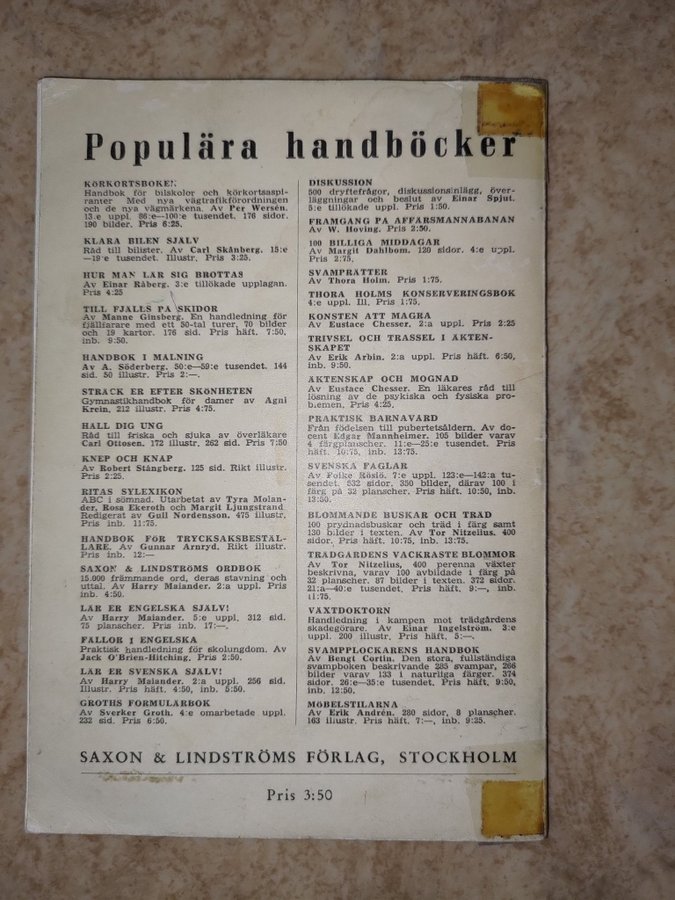 Populära handböcker
KÖRKORTSBOKEN
Handbok för bilskolor och körkortsaspi-
ranter Med nya vägtrafikförordningen
och de nya vägmärkena. Av Per Wersén.
13:e uppl. 86:e—100:e tusendet. 176 sidor.
190 bilder. Pris 6:25.
KLARA BILEN SJÄLV
Råd till bilister. Av Carl Skånberg. 15:e
—19:e tusendet. Illustr. Pris 3:25.
HUR MAN LÄR SIG BROTTAS
Av Einar Råberg. 3:e tillökade upplagan.
Pris 4:25
TILL FJÄLLS PÅ SKIDOR
Av Manne Ginsberg. En handledning för
fjällfarare med ett 50-tal turer, 70 bilder
och 19 kartor. 176 sid. Pris häft. 7:50,
inb. 9:50.
HANDBOK I MÅLNING
Av A. Söderberg. 50:e—59:e tusendet. 144
sid. 50 illustr. Pris 2:—.
STRÄCK ER EFTER SKÖNHETEN
Gymnastikhandbok för damer av Agni
Krein. 212 illustr. Pris 4:75.
HÅLL DIG UNG
Råd till friska och sjuka av överläkare
Carl Ottosen. 172 illustr. 262 sid. Pris 7:50
KNEP OCH KNÅP
Av Robert Stångberg. 125 sid. Rikt illustr.
Pris 2:25.
RITAS SYLEXIKON
ABC i sömnad. Utarbetat av Tyra Molan-
der, Rosa Ekeroth och Margit Ljungstrand
Redigerat av Gull Nordensson. 475 illustr.
Pris inb. 11:75.
HANDBOK FÖR TRYCKSAKSBESTÄL-
LARE. Av Gunnar Arnryd. Rikt illustr.
Pris inb. 12:—
SAXON & LINDSTRÖMS ORDBOK
15.000 främmande ord, deras stavning och
uttal. Av Harry Maiander. 2:a uppl. Pris
inb. 4:50.
LÄR ER ENGELSKA SJÄLV!
Av Harry Maiander. 5:e uppl. 312 sid.
75 planscher. Pris inb. 17:—.
FÄLLOR I ENGELSKA
Praktisk handledning för skolungdom. Av
Jack O'Brien-Hitching. Pris 2:50.
LÄR ER SVENSKA SJÄLV!
Av Harry Maiander. 2:a uppl. 256 sid.
Illustr. Pris häft. 4:50, inb. 5:50.
GROTHS FORMULÄRBOK
Av Sverker Groth. 4:e omarbetade uppl.
232 sid. Pris 6:50.
DISKUSSION
500 dryftefrågor, diskussionsinlägg, över-
läggningar och beslut av Einar Spjut.
5:e tillökade uppl. Pris 1:50.
FRAMGÅNG PÅ AFFÄRSMANNABANAN
Av W. Hoving. Pris 2:50.
100 BILLIGA MIDDAGAR
Av Margit Dahlbom. 120 sidor. 4:e uppl.
Pris 2:75.
SVAMPRÄTTER
Av Thora Holm. Pris 1:75.
THORA HOLMS KONSERVERINGSBOK
4:e uppl. Ill. Pris 1:75.
KONSTEN ATT MAGRA
Av Eustace Chesser. 2:a uppl. Pris 2:25
TRIVSEL OCH TRASSEL I ÄKTEN-
SKAPET
Av Erik Arbin. 2:a uppl. Pris häft. 6:50,
inb. 9:50.
ÄKTENSKAP OCH MOGNAD
Av Eustace Chesser. En läkares råd till
lösning av de psykiska och fysiska pro-
blemen. Pris 4:25.
PRAKTISK BARNAVÅRD
Från födelsen till pubertetsåldern. Av do-
cent Edgar Mannheimer. 105 bilder varav
4 färgplanscher. 11:e—25:e tusendet. Pris
häft. 10:75, inb. 13:75.
SVENSKA FÅGLAR
Av Folke Rösiö. 7:e uppl. 123:e—142:a tu-
sendet. 532 sidor. 350 bilder, därav 100 i
färg på 32 planscher. Pris häft. 10:50, inb.
13:50.
BLOMMANDE BUSKAR OCH TRÄD
100 prydnadsbuskar och träd i färg samt
130 bilder i texten. Av Tor Nitzelius. 400
sidor. Pris häft. 10:75, inb. 13:75.
TRÄDGÅRDENS VACKRASTE BLOMMOR
Av Tor Nitzelius, 400 perenna växter
beskrivna, varav 100 avbildade i färg på
32 planscher. 87 bilder i texten. 372 sidor.
21:a—40:e tusendet. Pris häft. 9:—, inb.
11:75.
VÄXTDOKTORN
Handledning i kampen mot trädgårdens
skadegörare. Av Einar Ingelström. 3:e
uppl. 200 illustr. Pris häft. 5:—.
SVAMPPLOCKARENS HANDBOK
Av Bengt Cortin. Den stora, fullständiga
svampboken beskrivande 285 svampar, 266
bilder varav 133 i naturliga färger. 374
sidor. 26:e—35:e tusendet. Pris häft. 9:50,
inb. 12:50.
MÖBELSTILARNA
Av Erik Andrén. 280 sidor, 8 planscher.
163 illustr. Pris häft. 7:—, inb. 9:35.
SAXON & LINDSTRÖMS FÖRLAG, STOCKHOLM
Pris 3:50